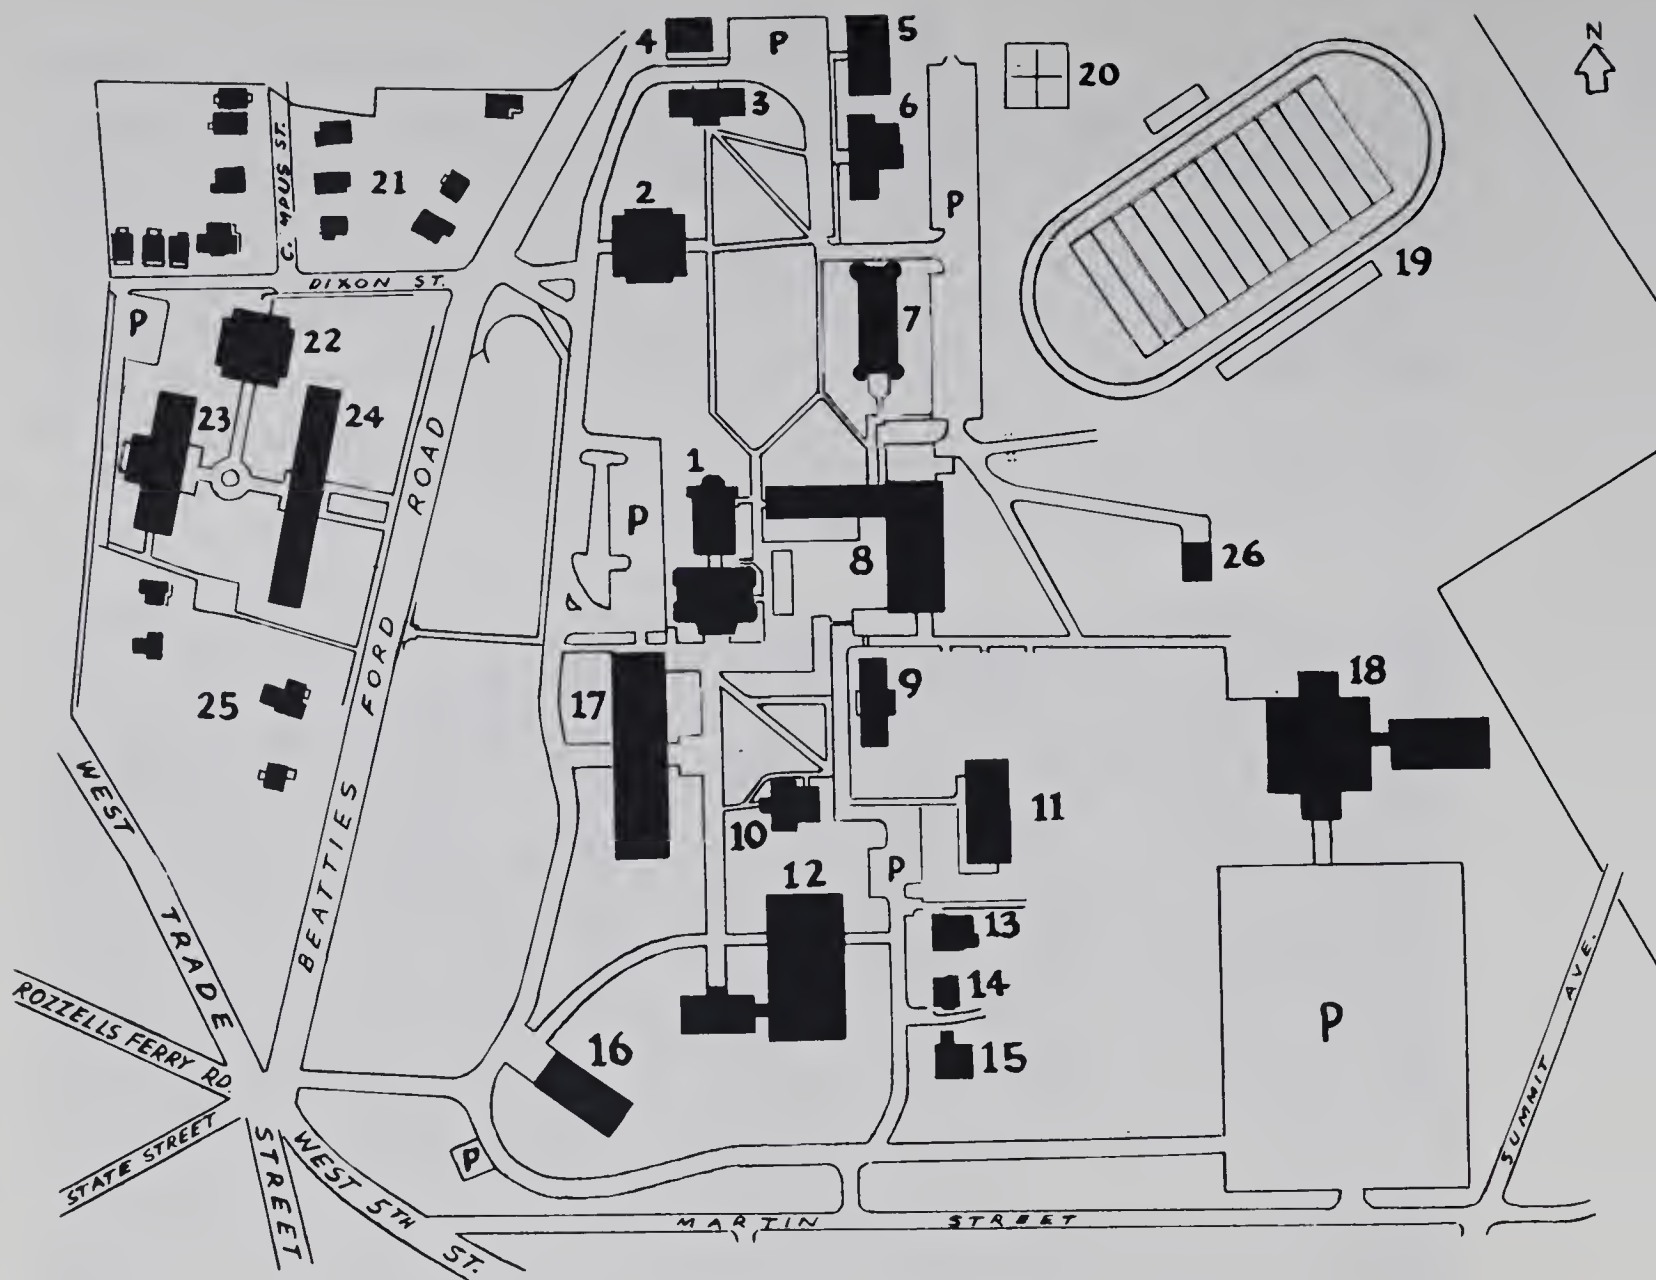 N
4
P
5
20
3
6
C. MPUS ST.
21
2
P
19
DIXON ST.
P
22
7
23
24
1
P
8
26
BEATTIES FORD ROAD
9
18
25
17
10
11
12
P
13
14
15
16
P
P
WEST TRADE STREET
ROZZELLS FERRY RD.
STATE STREET
WEST 5TH ST.
MARTIN STREET
SUMMIT AVE.